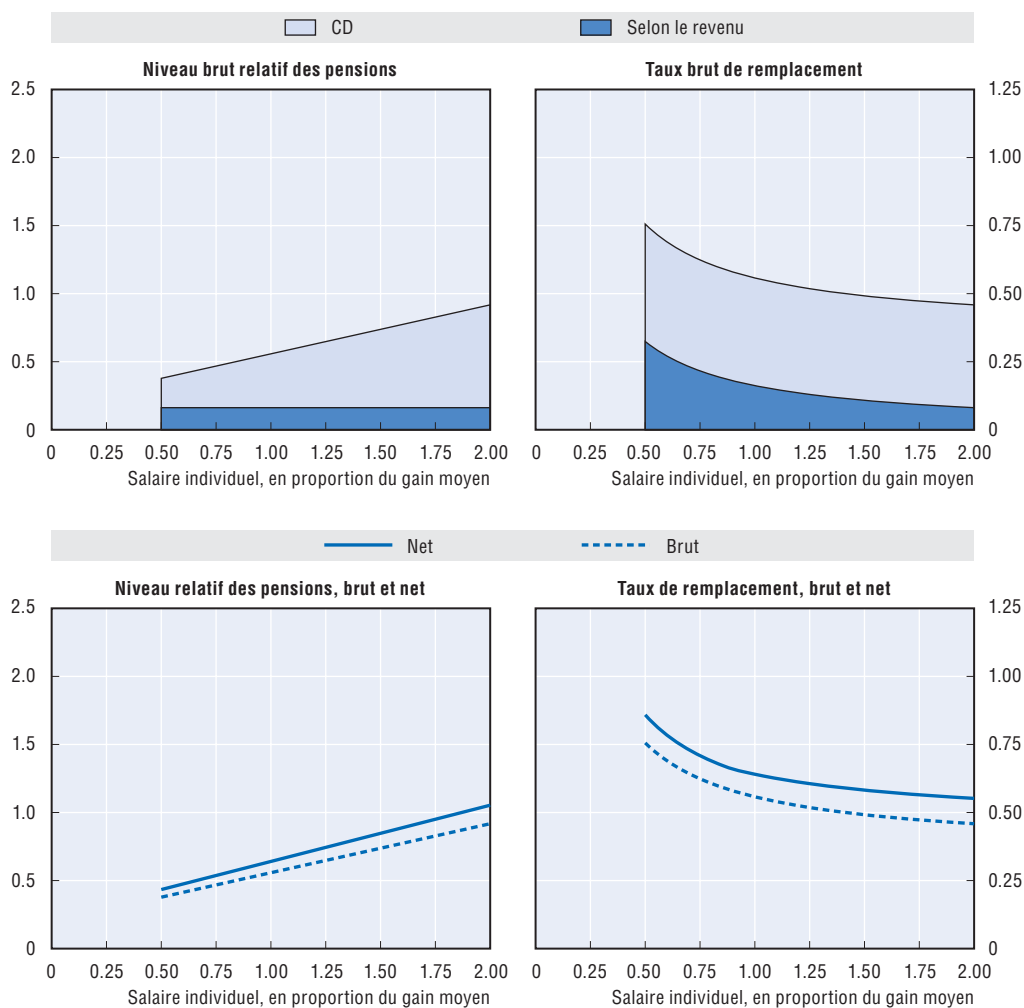 CD Selon le revenu
Niveau brut relatif des pensions
Taux brut de remplacement
2.5
2.0
1.5
1.0
0.5
0
1.25
1.00
0.75
0.50
0.25
0
0 0.25 0.50 0.75 1.00 1.25 1.50 1.75 2.00
Salaire individuel, en proportion du gain moyen
0 0.25 0.50 0.75 1.00 1.25 1.50 1.75 2.00
Salaire individuel, en proportion du gain moyen
Net Brut
Niveau relatif des pensions, brut et net
Taux de remplacement, brut et net
2.5
2.0
1.5
1.0
0.5
0
1.25
1.00
0.75
0.50
0.25
0
0 0.25 0.50 0.75 1.00 1.25 1.50 1.75 2.00
Salaire individuel, en proportion du gain moyen
0 0.25 0.50 0.75 1.00 1.25 1.50 1.75 2.00
Salaire individuel, en proportion du gain moyen